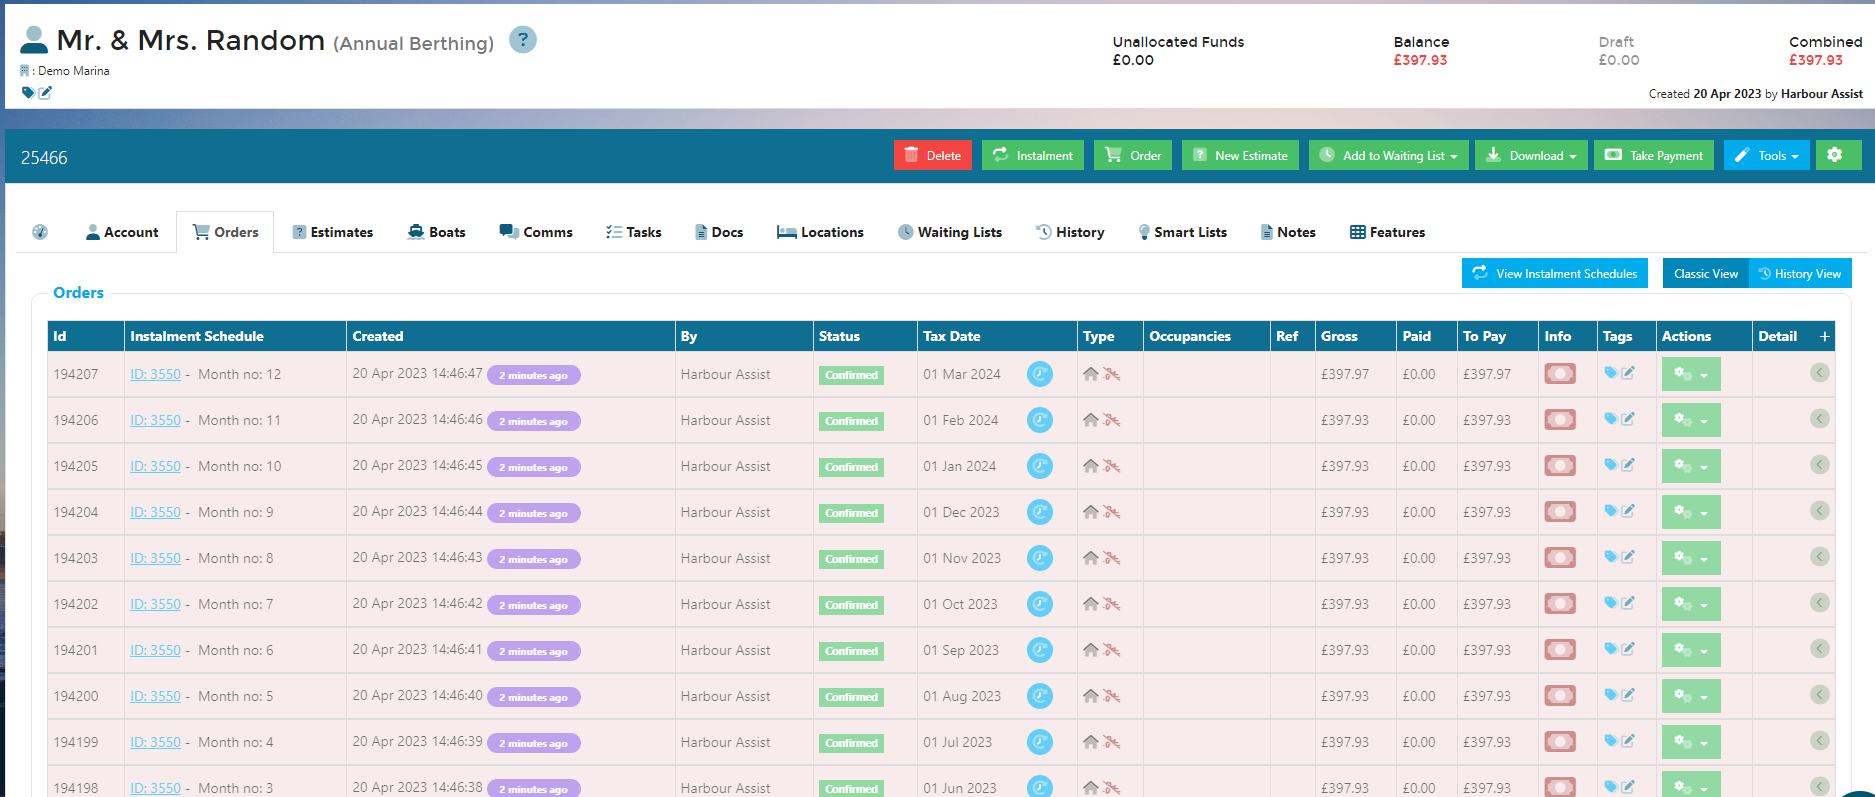 Mr. & Mrs. Random (Annual Berthing) ?
: Demo Marina
Unallocated Funds Balance Draft Combined
£0.00 £397.93 £0.00 £397.93
Created 20 Apr 2023 by Harbour Assist
25466 Delete Instalment Order ? New Estimate Add to Waiting List Download Take Payment Tools
Account Orders ? Estimates Boats Comms Tasks Docs Locations Waiting Lists History Smart Lists Notes Features
View Instalment Schedules Classic View History View
Orders
Id Instalment Schedule Created By Status Tax Date Type Occupancies Ref Gross Paid To Pay Info Tags Actions Detail +
194207 ID: 3550 - Month no: 12 20 Apr 2023 14:46:47 2 minutes ago Harbour Assist Confirmed 01 Mar 2024 £397.97 £0.00 £397.97
194206 ID: 3550 - Month no: 11 20 Apr 2023 14:46:46 2 minutes ago Harbour Assist Confirmed 01 Feb 2024 £397.93 £0.00 £397.93
194205 ID: 3550 - Month no: 10 20 Apr 2023 14:46:45 2 minutes ago Harbour Assist Confirmed 01 Jan 2024 £397.93 £0.00 £397.93
194204 ID: 3550 - Month no: 9 20 Apr 2023 14:46:44 2 minutes ago Harbour Assist Confirmed 01 Dec 2023 £397.93 £0.00 £397.93
194203 ID: 3550 - Month no: 8 20 Apr 2023 14:46:43 2 minutes ago Harbour Assist Confirmed 01 Nov 2023 £397.93 £0.00 £397.93
194202 ID: 3550 - Month no: 7 20 Apr 2023 14:46:42 2 minutes ago Harbour Assist Confirmed 01 Oct 2023 £397.93 £0.00 £397.93
194201 ID: 3550 - Month no: 6 20 Apr 2023 14:46:41 2 minutes ago Harbour Assist Confirmed 01 Sep 2023 £397.93 £0.00 £397.93
194200 ID: 3550 - Month no: 5 20 Apr 2023 14:46:40 2 minutes ago Harbour Assist Confirmed 01 Aug 2023 £397.93 £0.00 £397.93
194199 ID: 3550 - Month no: 4 20 Apr 2023 14:46:39 2 minutes ago Harbour Assist Confirmed 01 Jul 2023 £397.93 £0.00 £397.93
194198 ID: 3550 - Month no: 3 20 Apr 2023 14:46:38 2 minutes ago Harbour Assist Confirmed 01 Jun 2023 £397.93 £0.00 £397.93